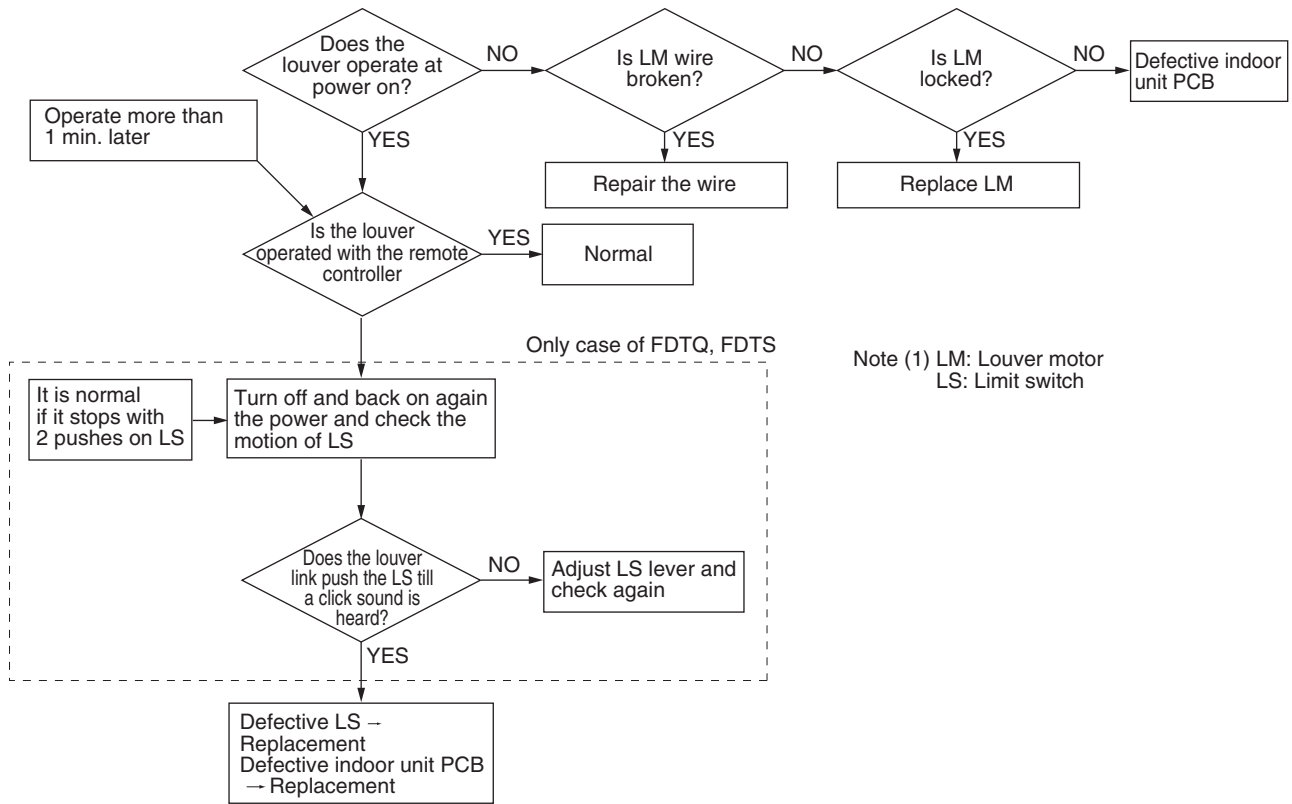 Does the
louver operate at
power on?
NO
Is LM wire
broken?
NO
Is LM
locked?
NO
Defective indoor
unit PCB
Operate more than
1 min. later
YES
YES
YES
Repair the wire
Replace LM
Is the louver
operated with the remote
controller
YES
Normal
Only case of FDTQ, FDTS
Note (1) LM: Louver motor
LS: Limit switch
It is normal
if it stops with
2 pushes on LS
Turn off and back on again
the power and check the
motion of LS
Does the louver
link push the LS till
a click sound is
heard?
NO
Adjust LS lever and
check again
YES
Defective LS →
Replacement
Defective indoor unit PCB
→ Replacement